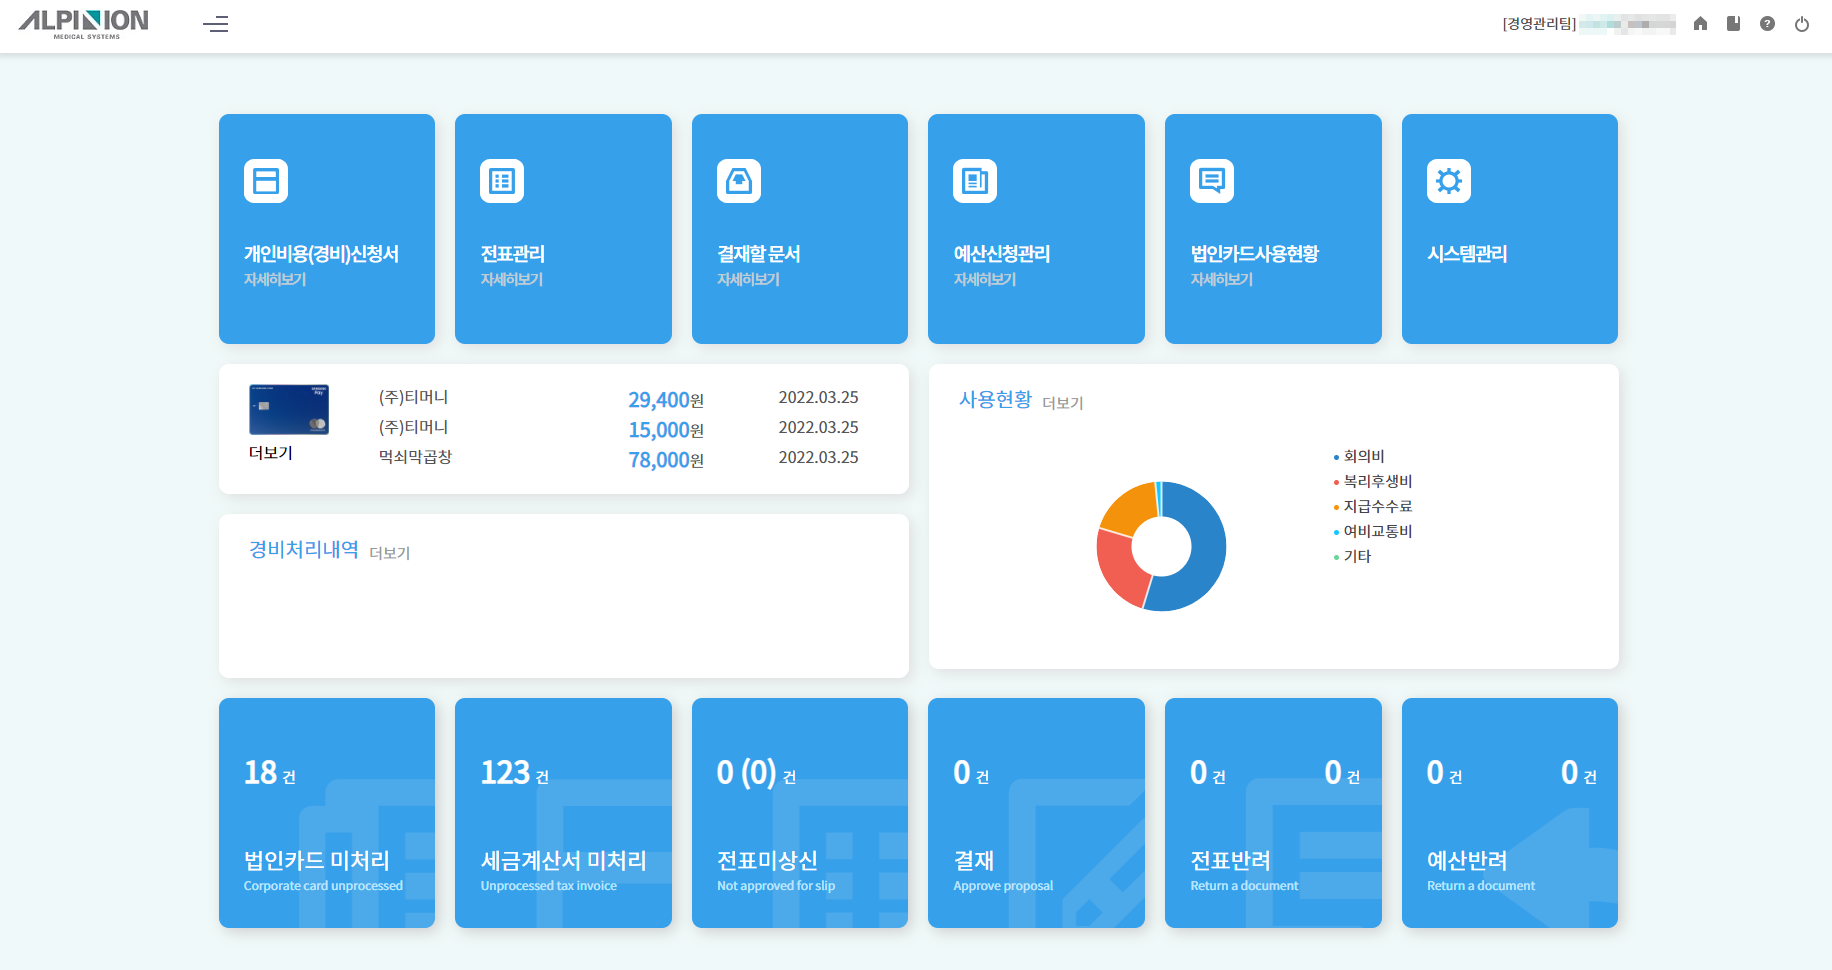 ALPINION
MEDICAL SYSTEMS
[경영관리팀]
개인비용(경비)신청서
자세히보기
전표관리
자세히보기
결재할 문서
자세히보기
예산신청관리
자세히보기
법인카드사용현황
자세히보기
시스템관리
더보기
(주)티머니 29,400원 2022.03.25
(주)티머니 15,000원 2022.03.25
먹쇠막곱창 78,000원 2022.03.25
사용현황 더보기
회의비
복리후생비
지급수수료
여비교통비
기타
경비처리내역 더보기
18 건
법인카드 미처리
Corporate card unprocessed
123 건
세금계산서 미처리
Unprocessed tax invoice
0 (0) 건
전표미상신
Not approved for slip
0 건
결재
Approve proposal
0 건 0 건
전표반려
Return a document
0 건 0 건
예산반려
Return a document